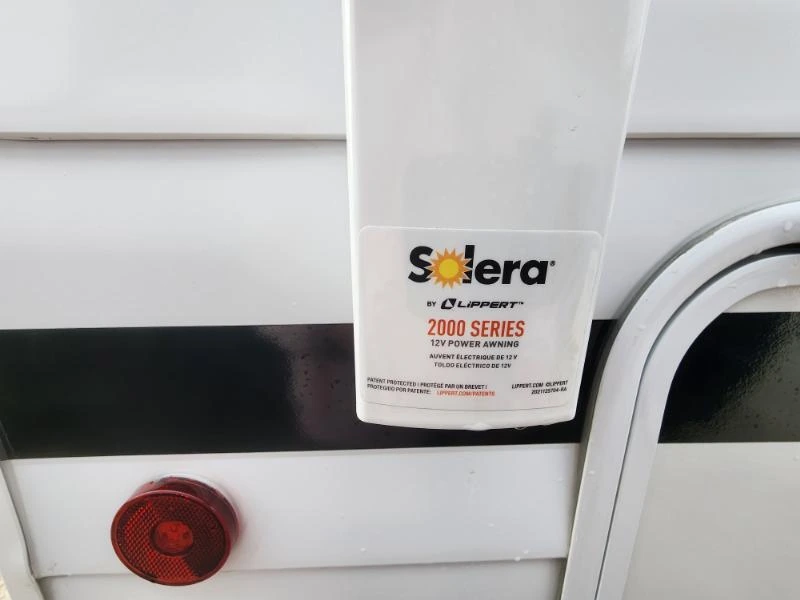 Solera®
BY LiPPERT™
2000 SERIES
12V POWER AWNING
AUVENT ÉLECTRIQUE DE 12 V
TOLDO ELÉCTRICO DE 12V
PATENT PROTECTED | PROTÉGÉ PAR UN BREVET |
PROTEGIDO POR PATENTE: LIPPERT.COM/PATENTS
LIPPERT.COM ©LIPPERT